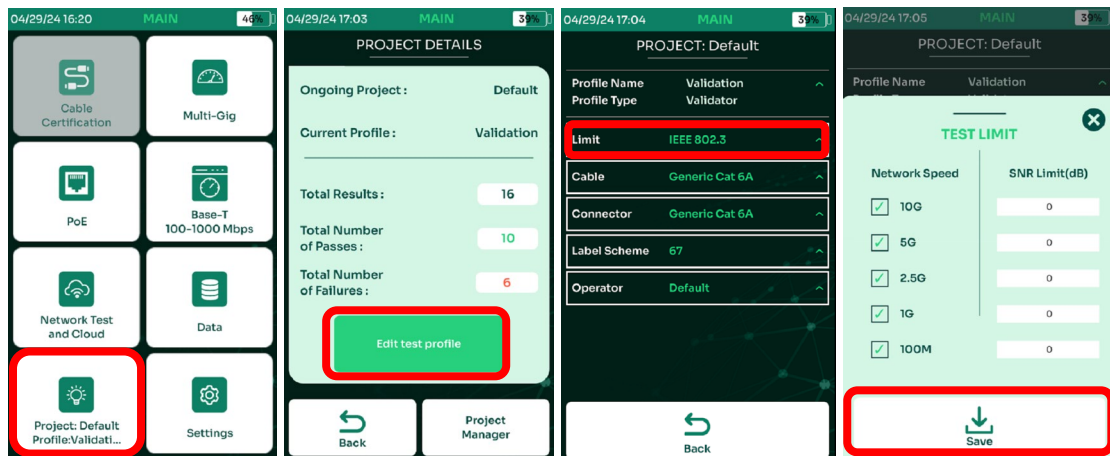 04/29/24 16:20 MAIN 46%
Cable
Certification
Multi-Gig
PoE
Base-T
100-1000 Mbps
Network Test
and Cloud
Data
Project: Default
Profile:Validati...
Settings
04/29/24 17:03 MAIN 39%
PROJECT DETAILS
Ongoing Project : Default
Current Profile : Validation
Total Results : 16
Total Number
of Passes : 10
Total Number
of Failures : 6
Edit test profile
Back
Project
Manager
04/29/24 17:04 MAIN 39%
PROJECT: Default
Profile Name Validation
Profile Type Validator
Limit IEEE 802.3
Cable Generic Cat 6A
Connector Generic Cat 6A
Label Scheme 67
Operator Default
Back
04/29/24 17:05 MAIN 39%
PROJECT: Default
Profile Name Validation
TEST LIMIT
Network Speed SNR Limit(dB)
10G 0
5G 0
2.5G 0
1G 0
100M 0
Save